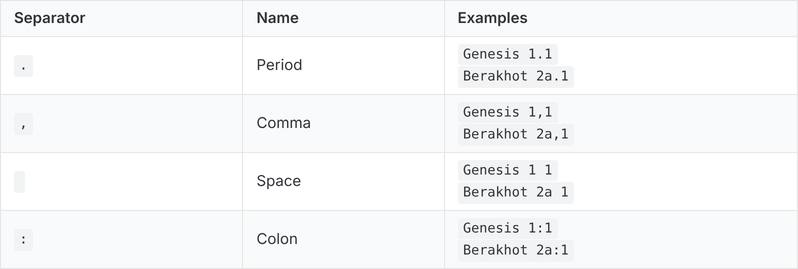 Separator Name Examples
. Period Genesis 1.1
Berakhot 2a.1
, Comma Genesis 1,1
Berakhot 2a,1
Space Genesis 1 1
Berakhot 2a 1
: Colon Genesis 1:1
Berakhot 2a:1